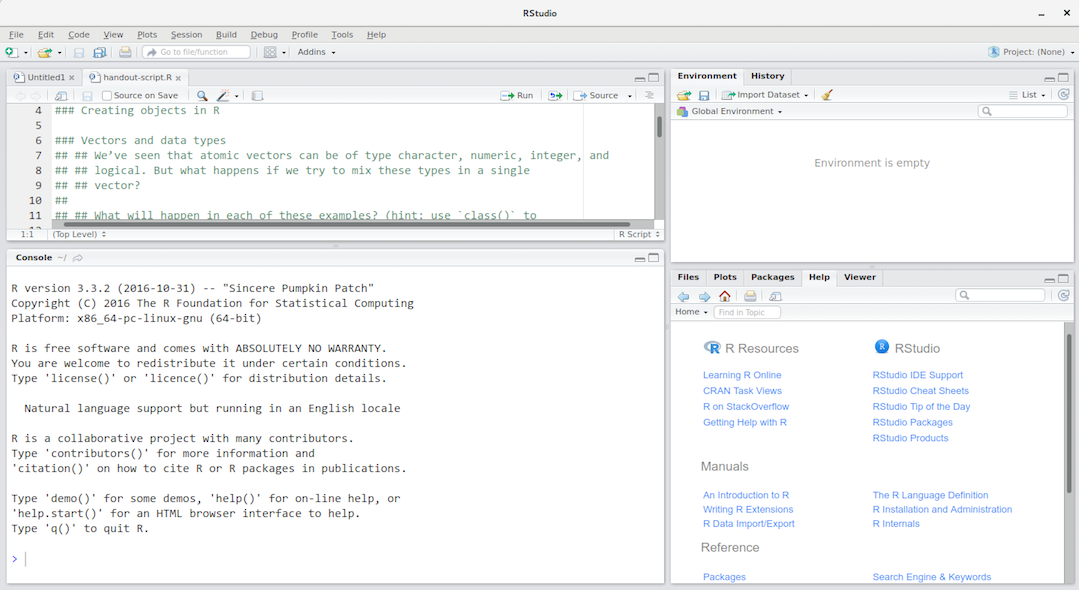 RStudio
File Edit Code View Plots Session Build Debug Profile Tools Help
Go to file/function Addins Project: (None)
Untitled1 handout-script.R
Source on Save Run Source
4 ### Creating objects in R
5
6 ### Vectors and data types
7 ## ## We've seen that atomic vectors can be of type character, numeric, integer, and
8 ## ## logical. But what happens if we try to mix these types in a single
9 ## ## vector?
10 ##
11 ## ## What will happen in each of these examples? (hint: use `class()` to
1:1 (Top Level) R Script
Console ~/
R version 3.3.2 (2016-10-31) -- "Sincere Pumpkin Patch"
Copyright (C) 2016 The R Foundation for Statistical Computing
Platform: x86_64-pc-linux-gnu (64-bit)
R is free software and comes with ABSOLUTELY NO WARRANTY.
You are welcome to redistribute it under certain conditions.
Type 'license()' or 'licence()' for distribution details.
Natural language support but running in an English locale
R is a collaborative project with many contributors.
Type 'contributors()' for more information and
'citation()' on how to cite R or R packages in publications.
Type 'demo()' for some demos, 'help()' for on-line help, or
'help.start()' for an HTML browser interface to help.
Type 'q()' to quit R.
>
Environment History
Import Dataset List
Global Environment
Environment is empty
Files Plots Packages Help Viewer
Home Find in Topic
R Resources
Learning R Online
CRAN Task Views
R on StackOverflow
Getting Help with R
RStudio
RStudio IDE Support
RStudio Cheat Sheets
RStudio Tip of the Day
RStudio Packages
RStudio Products
Manuals
An Introduction to R
Writing R Extensions
R Data Import/Export
The R Language Definition
R Installation and Administration
R Internals
Reference
Packages
Search Engine & Keywords